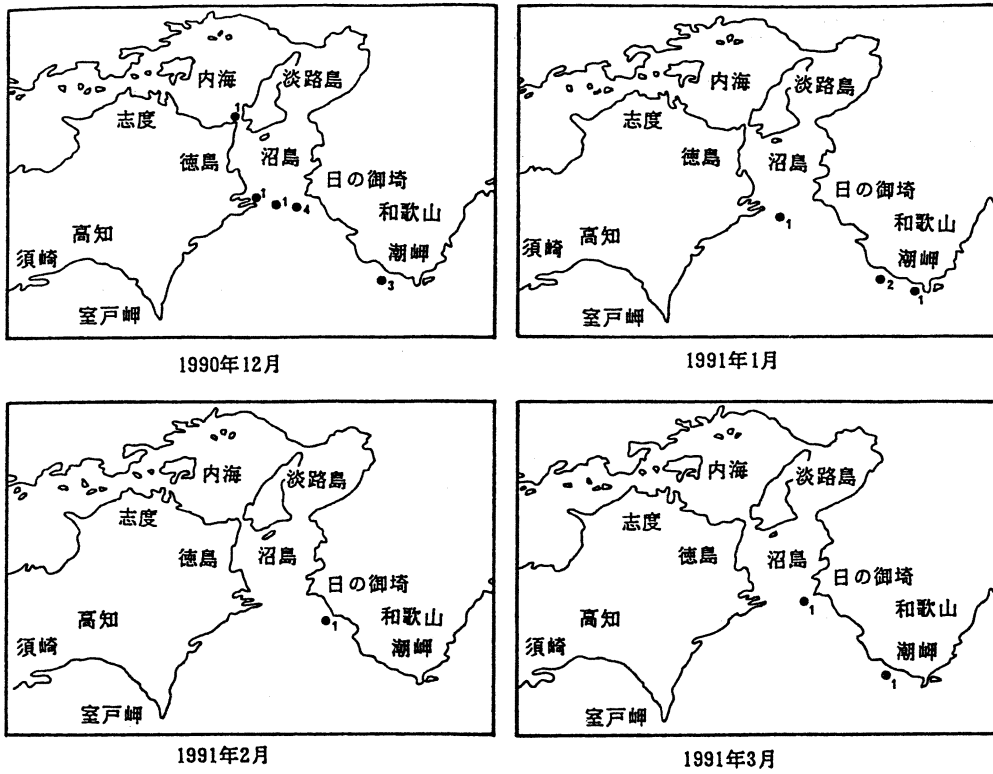 内海
淡路島
1
志度
徳島
沼島
日の御埼
1
1
4
和歌山
高知
須崎
潮岬
3
室戸岬
1990年12月
内海
淡路島
志度
徳島
沼島
日の御埼
1
和歌山
高知
須崎
潮岬
2
1
室戸岬
1991年1月
内海
淡路島
志度
徳島
沼島
日の御埼
1
和歌山
高知
須崎
潮岬
室戸岬
1991年2月
内海
淡路島
志度
徳島
沼島
日の御埼
1
和歌山
高知
須崎
潮岬
1
室戸岬
1991年3月